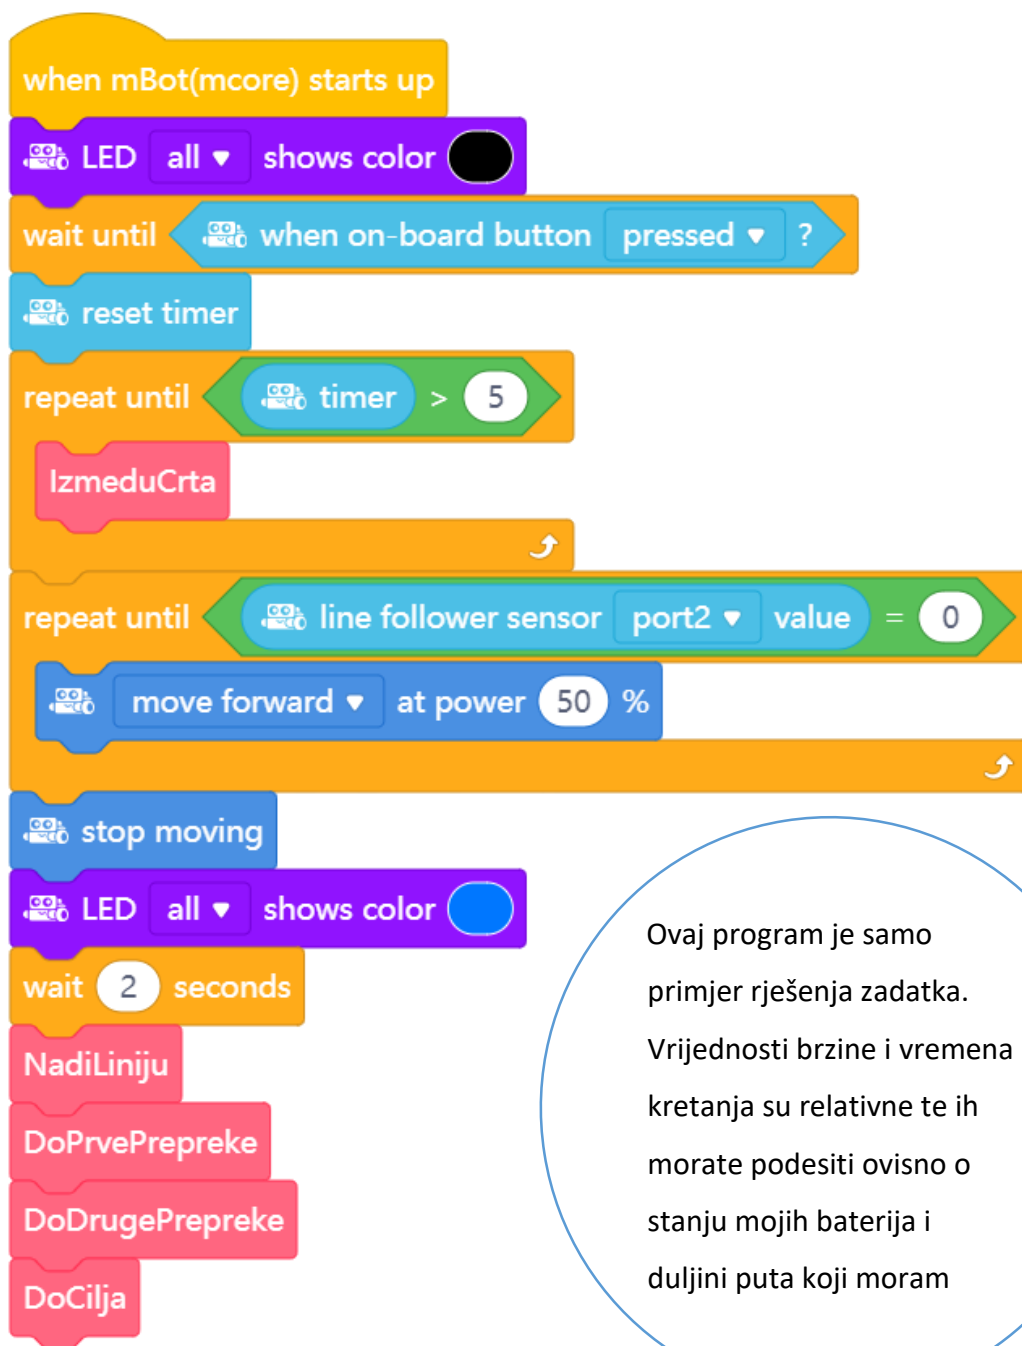 when mBot(mcore) starts up
LED all shows color
wait until when on-board button pressed ?
reset timer
repeat until timer > 5
IzmeduCrta
repeat until line follower sensor port2 value = 0
move forward at power 50 %
stop moving
LED all shows color
wait 2 seconds
NadiLiniju
DoPrvePrepreke
DoDrugePrepreke
DoCilja
Ovaj program je samo
primjer rješenja zadatka.
Vrijednosti brzine i vremena
kretanja su relativne te ih
morate podesiti ovisno o
stanju mojih baterija i
duljini puta koji moram